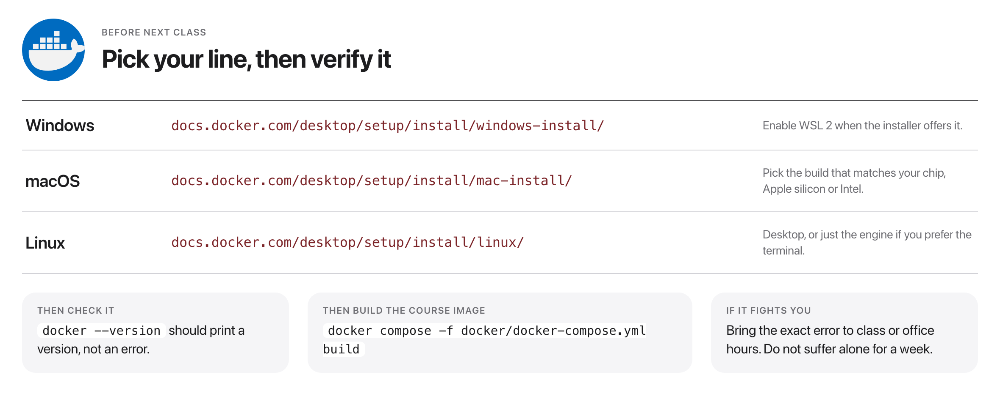 BEFORE NEXT CLASS
Pick your line, then verify it
Windows
docs.docker.com/desktop/setup/install/windows-install/
Enable WSL 2 when the installer offers it.
macOS
docs.docker.com/desktop/setup/install/mac-install/
Pick the build that matches your chip,
Apple silicon or Intel.
Linux
docs.docker.com/desktop/setup/install/linux/
Desktop, or just the engine if you prefer the
terminal.
THEN CHECK IT
docker --version should print a
version, not an error.
THEN BUILD THE COURSE IMAGE
docker compose -f docker/docker-compose.yml
build
IF IT FIGHTS YOU
Bring the exact error to class or office
hours. Do not suffer alone for a week.